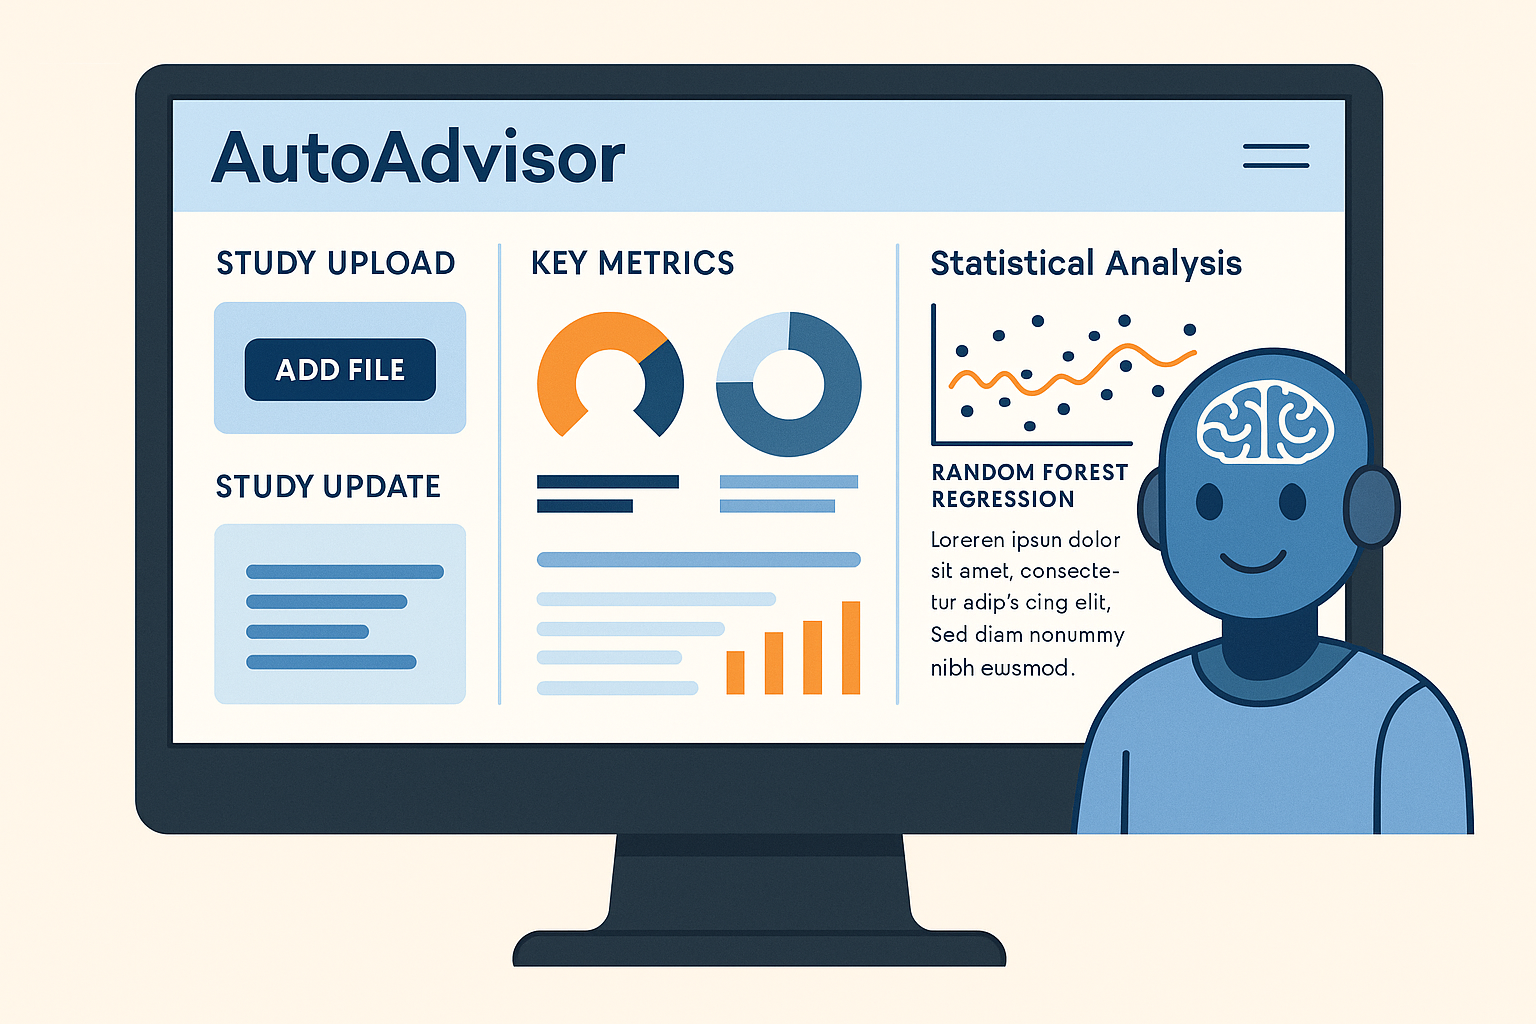 AutoAdvisor
STUDY UPLOAD
ADD FILE
STUDY UPDATE
KEY METRICS
Statistical Analysis
RANDOM FOREST
REGRESSION
Loreren ipsun dolor
sit amet, consecte-
tur adip's cing elit,
Sed diam nonummy
nibh eusmod.